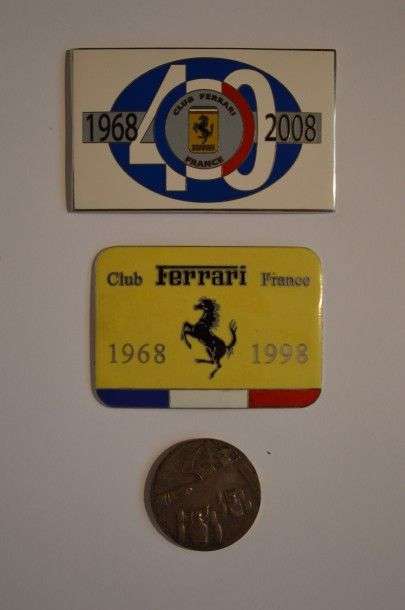 40
1968 2008
CLUB FERRARI
FRANCE
Club Ferrari France
1968 1998